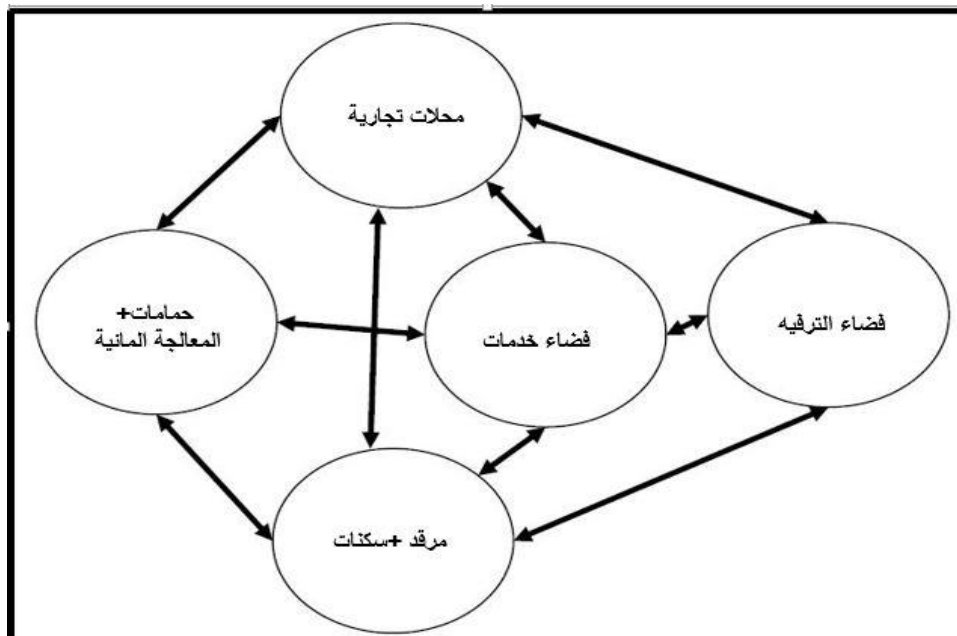 محلات تجارية
حمامات+
المعالجة المائية
فضاء خدمات
فضاء الترفيه
مرقد +سكنات